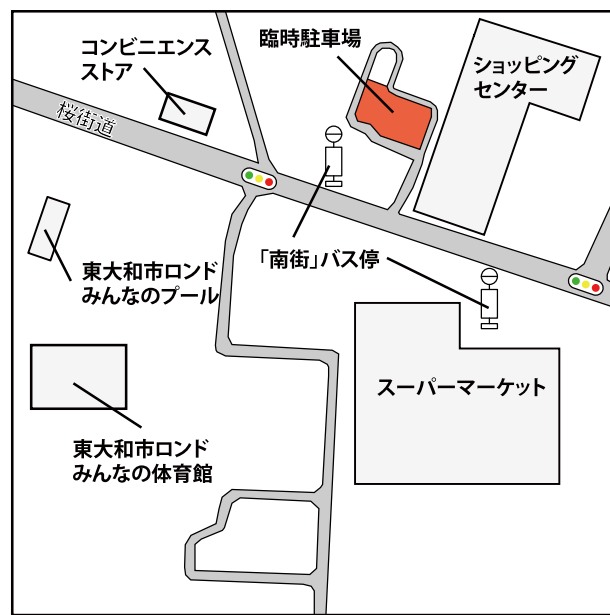 コンビニエンス
ストア
臨時駐車場
ショッピング
センター
桜街道
東大和市ロンド
みんなのプール
「南街」バス停
スーパーマーケット
東大和市ロンド
みんなの体育館